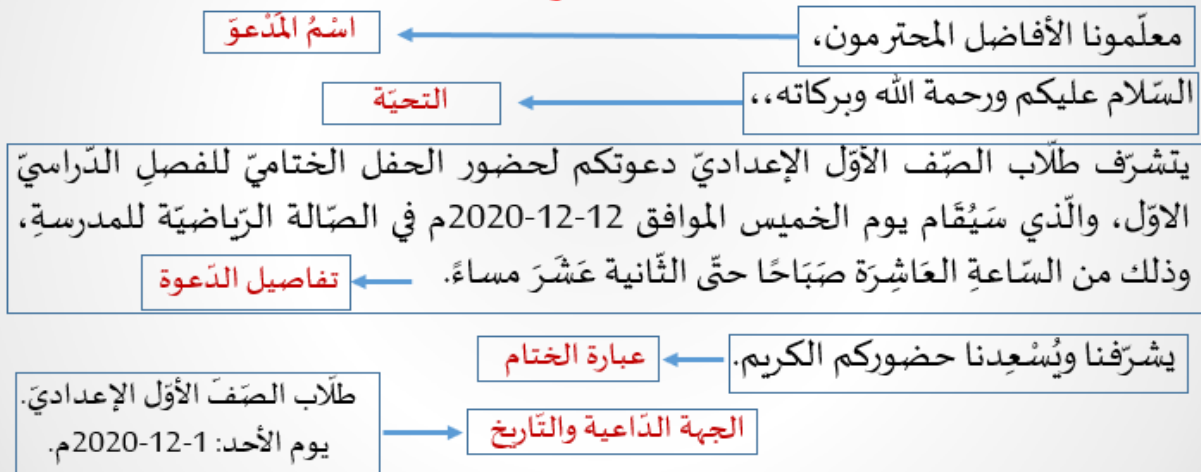 معلّمونا الأفاضل المحترمون،
اسْمُ المَدْعوّ
السّلام عليكم ورحمة الله وبركاته،،
التحيّة
يتشرّف طلّاب الصّف الأوّل الإعداديّ دعوتكم لحضور الحفل الختاميّ للفصلِ الدّراسيّ
الاوّل، والّذي سَيُقَام يوم الخميس الموافق 12-12-2020م في الصّالة الرّياضيّة للمدرسةِ،
وذلك من السّاعةِ العَاشِرَة صَبَاحًا حتّى الثّانية عَشَرَ مساءً.
تفاصيل الدّعوة
يشرّفنا ويُسْعِدنا حضوركم الكريم.
عبارة الختام
طلّاب الصّفَ الأوّل الإعداديّ.
يوم الأحد: 1-12-2020م.
الجهة الدّاعية والتّاريخ